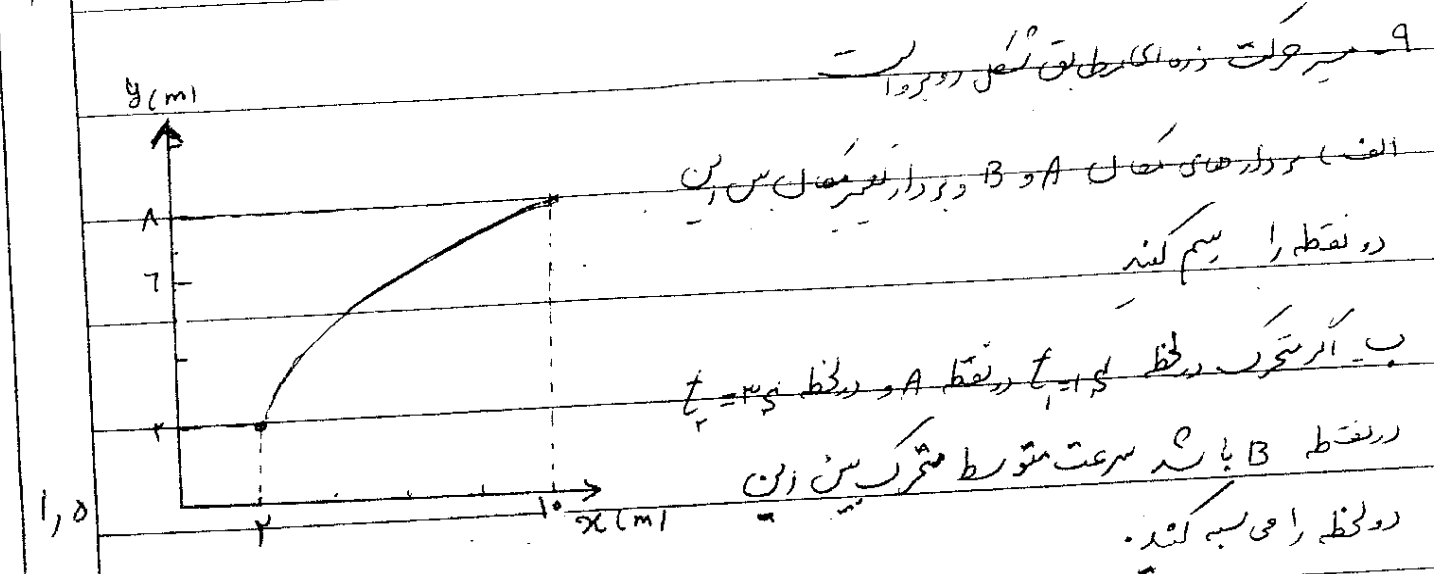 ۹- مسیر حرکت ذره ای مطابق شکل روبروا ست
الف) بردارهای مکان A و B و بردار تغییر مکان بین این
دو نقطه را رسم کنید
ب- اگر متحرک در لحظه t₁=۱s در نقطه A و در لحظه t₂=۳s
در نقطه B باشد سرعت متوسط متحرک بین این
دو لحظه را محاسبه کنید.
۱,۵
y(m)
۸
۶
۲
۲
۱۰
x(m)